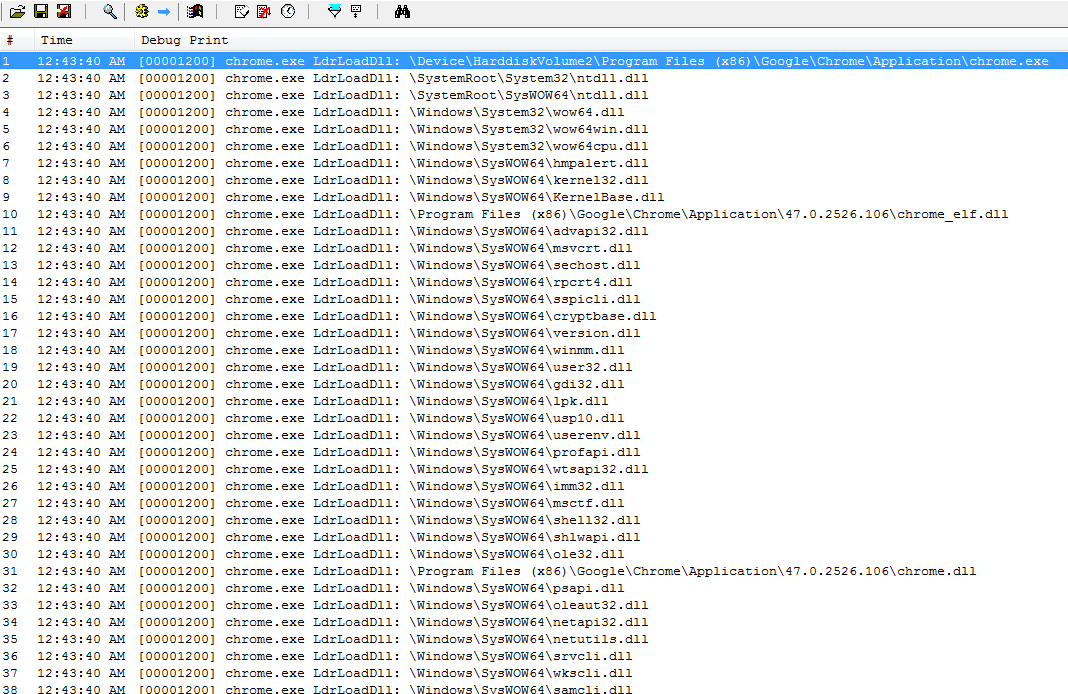 # Time Debug Print
1 12:43:40 AM [00001200] chrome.exe LdrLoadDll: \Device\HarddiskVolume2\Program Files (x86)\Google\Chrome\Application\chrome.exe
2 12:43:40 AM [00001200] chrome.exe LdrLoadDll: \SystemRoot\System32\ntdll.dll
3 12:43:40 AM [00001200] chrome.exe LdrLoadDll: \SystemRoot\SysWOW64\ntdll.dll
4 12:43:40 AM [00001200] chrome.exe LdrLoadDll: \Windows\System32\wow64.dll
5 12:43:40 AM [00001200] chrome.exe LdrLoadDll: \Windows\System32\wow64win.dll
6 12:43:40 AM [00001200] chrome.exe LdrLoadDll: \Windows\System32\wow64cpu.dll
7 12:43:40 AM [00001200] chrome.exe LdrLoadDll: \Windows\SysWOW64\hmpalert.dll
8 12:43:40 AM [00001200] chrome.exe LdrLoadDll: \Windows\SysWOW64\kernel32.dll
9 12:43:40 AM [00001200] chrome.exe LdrLoadDll: \Windows\SysWOW64\KernelBase.dll
10 12:43:40 AM [00001200] chrome.exe LdrLoadDll: \Program Files (x86)\Google\Chrome\Application\47.0.2526.106\chrome_elf.dll
11 12:43:40 AM [00001200] chrome.exe LdrLoadDll: \Windows\SysWOW64\advapi32.dll
12 12:43:40 AM [00001200] chrome.exe LdrLoadDll: \Windows\SysWOW64\msvcrt.dll
13 12:43:40 AM [00001200] chrome.exe LdrLoadDll: \Windows\SysWOW64\sechost.dll
14 12:43:40 AM [00001200] chrome.exe LdrLoadDll: \Windows\SysWOW64\rpcrt4.dll
15 12:43:40 AM [00001200] chrome.exe LdrLoadDll: \Windows\SysWOW64\sspicli.dll
16 12:43:40 AM [00001200] chrome.exe LdrLoadDll: \Windows\SysWOW64\cryptbase.dll
17 12:43:40 AM [00001200] chrome.exe LdrLoadDll: \Windows\SysWOW64\version.dll
18 12:43:40 AM [00001200] chrome.exe LdrLoadDll: \Windows\SysWOW64\winmm.dll
19 12:43:40 AM [00001200] chrome.exe LdrLoadDll: \Windows\SysWOW64\user32.dll
20 12:43:40 AM [00001200] chrome.exe LdrLoadDll: \Windows\SysWOW64\gdi32.dll
21 12:43:40 AM [00001200] chrome.exe LdrLoadDll: \Windows\SysWOW64\lpk.dll
22 12:43:40 AM [00001200] chrome.exe LdrLoadDll: \Windows\SysWOW64\usp10.dll
23 12:43:40 AM [00001200] chrome.exe LdrLoadDll: \Windows\SysWOW64\userenv.dll
24 12:43:40 AM [00001200] chrome.exe LdrLoadDll: \Windows\SysWOW64\profapi.dll
25 12:43:40 AM [00001200] chrome.exe LdrLoadDll: \Windows\SysWOW64\wtsapi32.dll
26 12:43:40 AM [00001200] chrome.exe LdrLoadDll: \Windows\SysWOW64\imm32.dll
27 12:43:40 AM [00001200] chrome.exe LdrLoadDll: \Windows\SysWOW64\msctf.dll
28 12:43:40 AM [00001200] chrome.exe LdrLoadDll: \Windows\SysWOW64\shell32.dll
29 12:43:40 AM [00001200] chrome.exe LdrLoadDll: \Windows\SysWOW64\shlwapi.dll
30 12:43:40 AM [00001200] chrome.exe LdrLoadDll: \Windows\SysWOW64\ole32.dll
31 12:43:40 AM [00001200] chrome.exe LdrLoadDll: \Program Files (x86)\Google\Chrome\Application\47.0.2526.106\chrome.dll
32 12:43:40 AM [00001200] chrome.exe LdrLoadDll: \Windows\SysWOW64\psapi.dll
33 12:43:40 AM [00001200] chrome.exe LdrLoadDll: \Windows\SysWOW64\oleaut32.dll
34 12:43:40 AM [00001200] chrome.exe LdrLoadDll: \Windows\SysWOW64\netapi32.dll
35 12:43:40 AM [00001200] chrome.exe LdrLoadDll: \Windows\SysWOW64\netutils.dll
36 12:43:40 AM [00001200] chrome.exe LdrLoadDll: \Windows\SysWOW64\srvcli.dll
37 12:43:40 AM [00001200] chrome.exe LdrLoadDll: \Windows\SysWOW64\wkscli.dll
38 12:43:40 AM [00001200] chrome.exe LdrLoadDll: \Windows\SysWOW64\samcli.dll